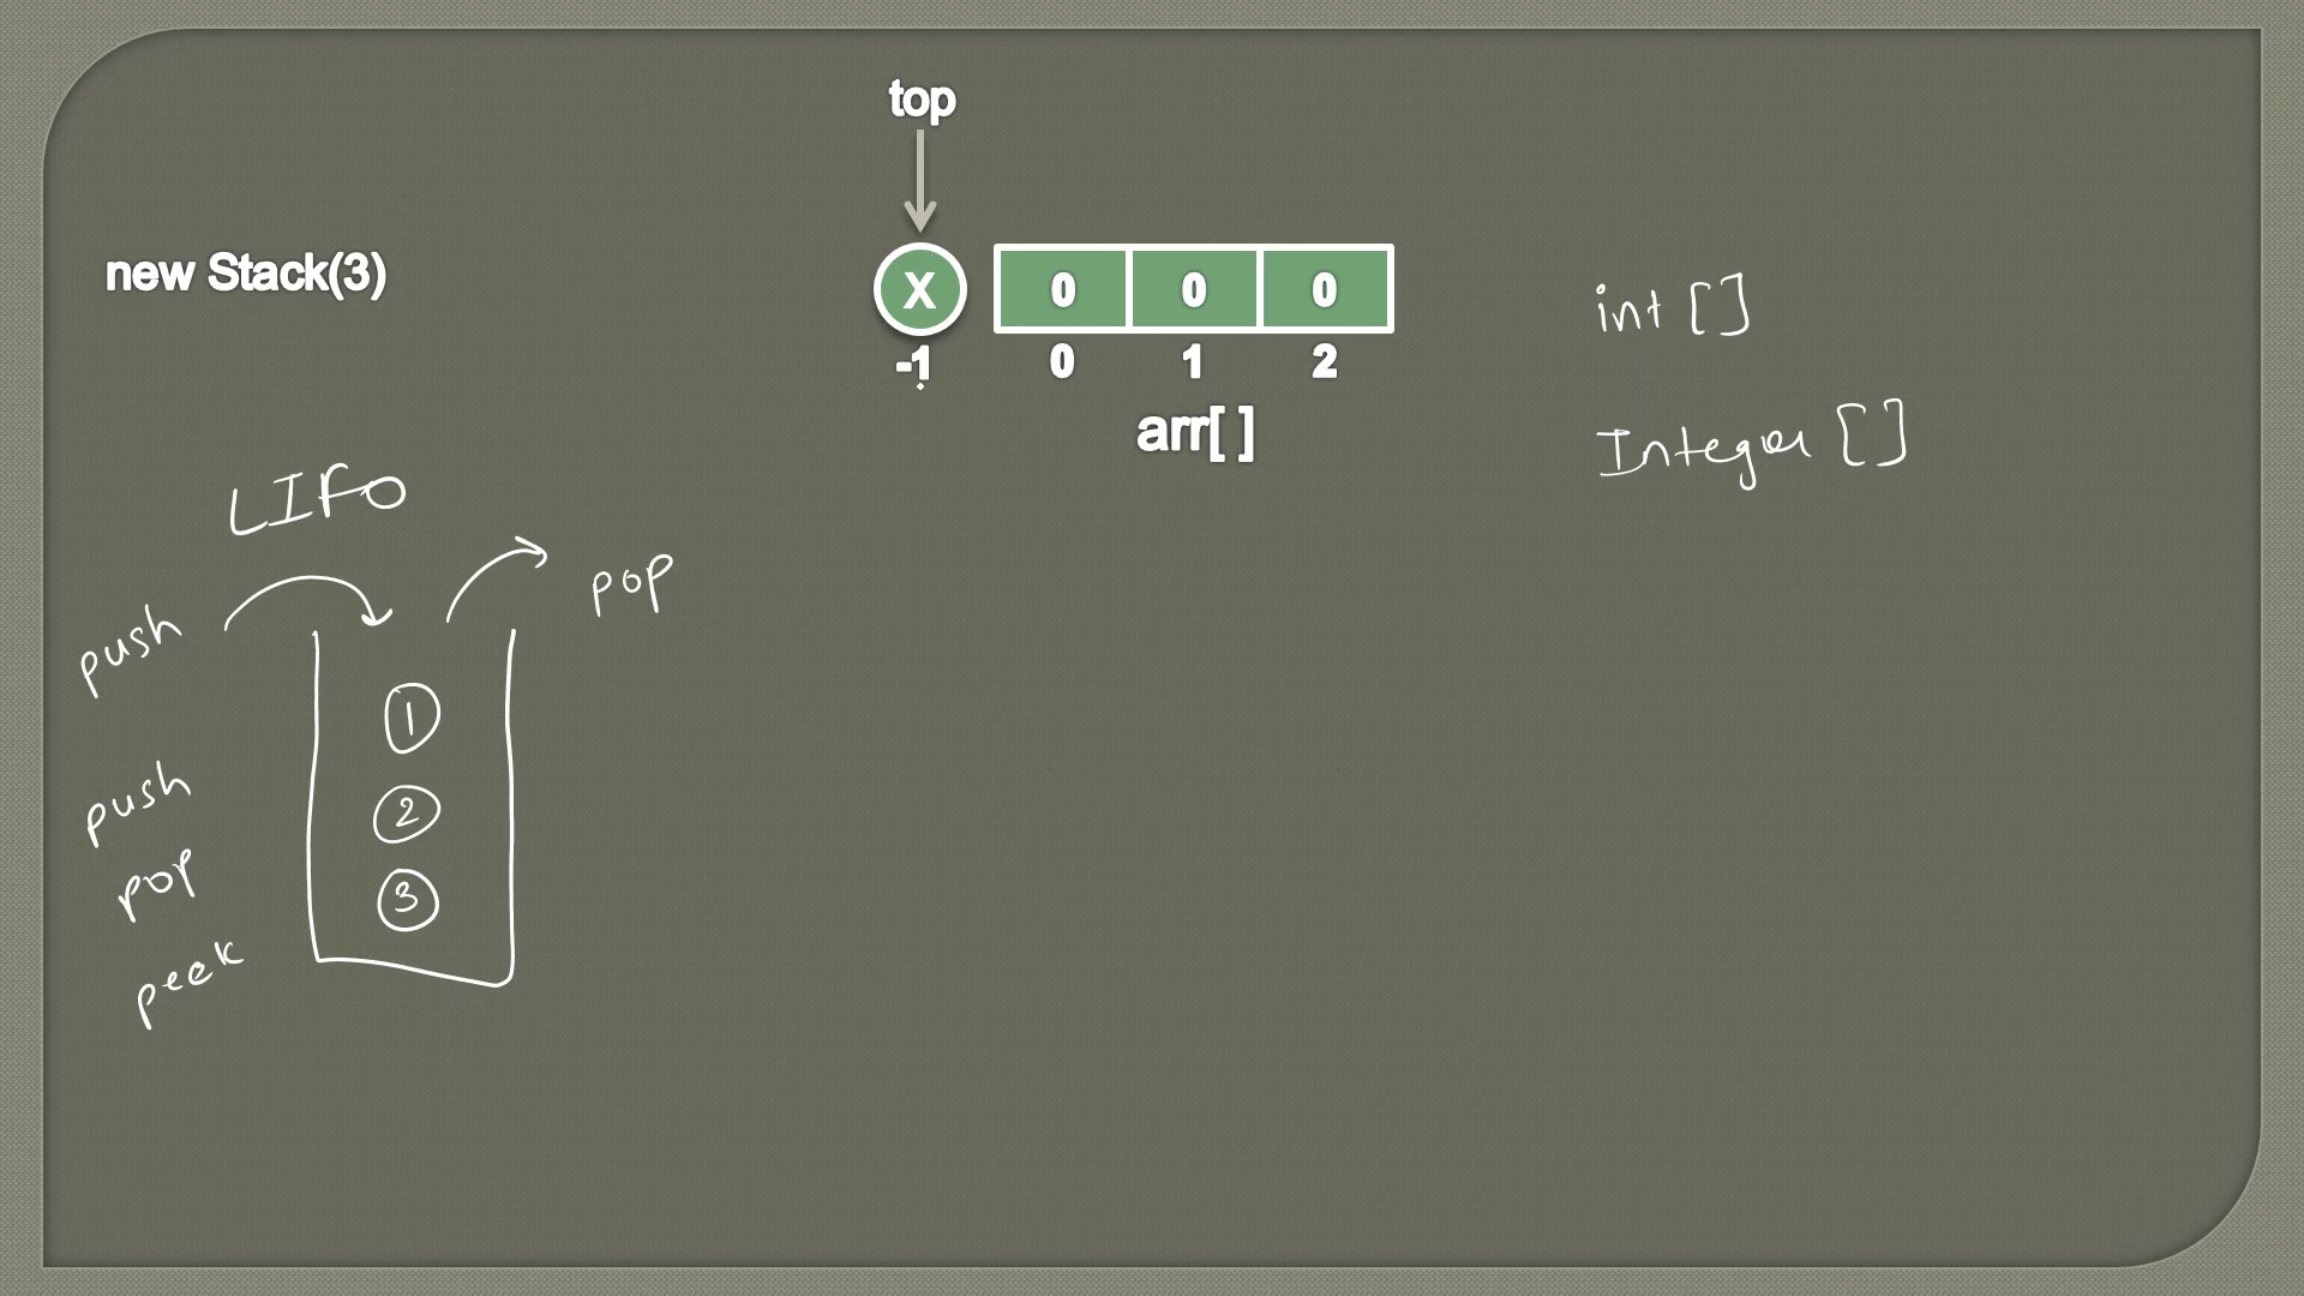 top
new Stack(3)
X 0 0 0
-1 0 1 2
arr[ ]
int []
Integer []
LIFO
push
pop
1
2
3
push
pop
peek